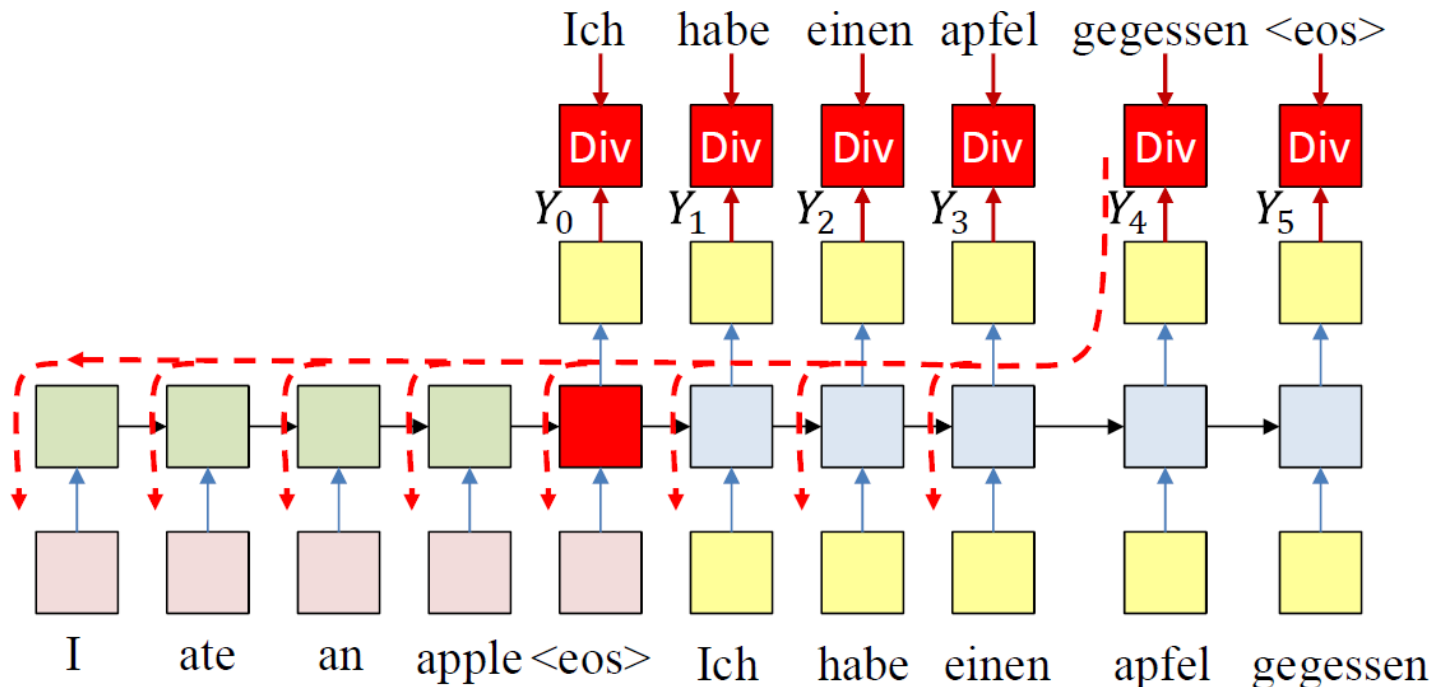 Ich habe einen apfel gegessen <eos>
Div Div Div Div Div Div
Y0 Y1 Y2 Y3 Y4 Y5
I ate an apple <eos> Ich habe einen apfel gegessen